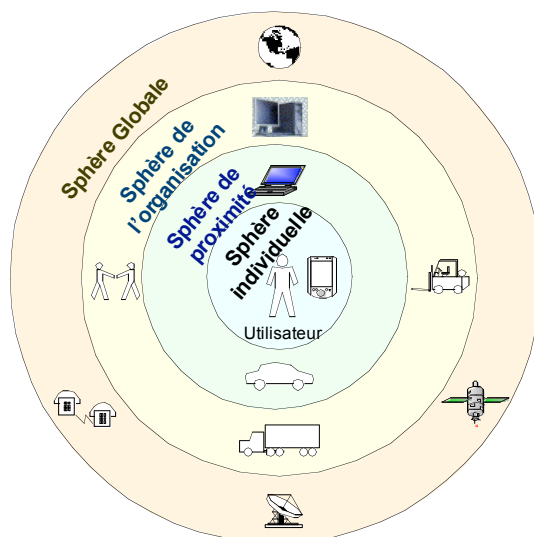 Sphère Globale
Sphère de
l'organisation
Sphère de
proximité
Sphère
individuelle
Utilisateur